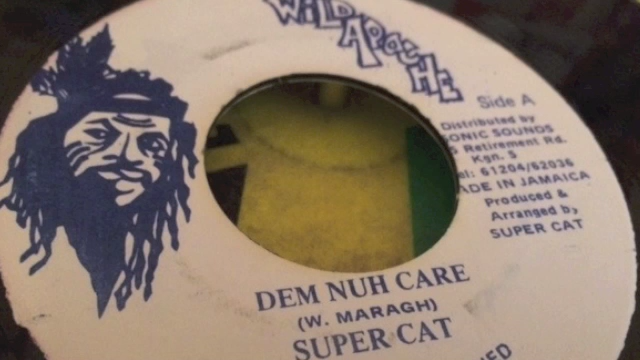 WILD APACHE
Side A
Distributed by
SONIC SOUNDS
Retirement Rd.
Kgn. 5
Tel: 61204/62036
MADE IN JAMAICA
Produced &
Arranged by
SUPER CAT
DEM NUH CARE
(W. MARAGH)
SUPER CAT